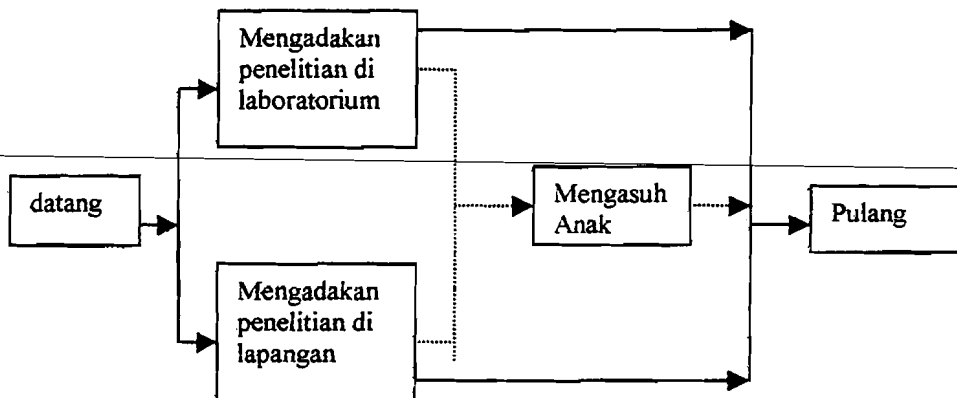 Mengadakan
penelitian di
laboratorium
datang
Mengasuh
Anak
Pulang
Mengadakan
penelitian di
lapangan